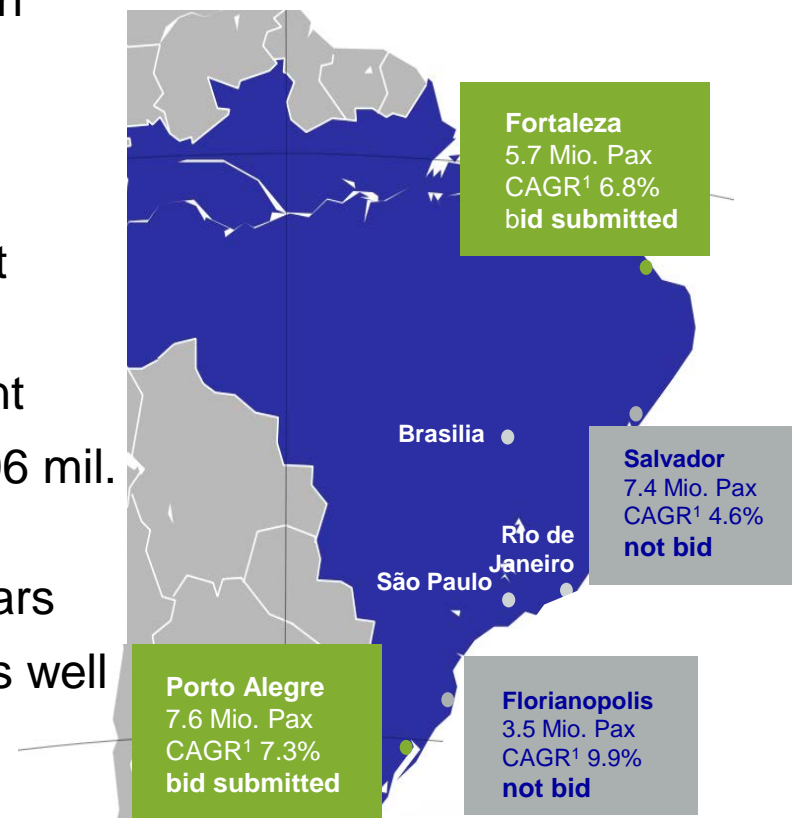 Fortaleza
5.7 Mio. Pax
CAGR¹ 6.8%
bid submitted
mil.
well
Brasilia
Salvador
7.4 Mio. Pax
CAGR¹ 4.6%
not bid
Rio de
Janeiro
São Paulo
Porto Alegre
7.6 Mio. Pax
CAGR¹ 7.3%
bid submitted
Florianopolis
3.5 Mio. Pax
CAGR¹ 9.9%
not bid